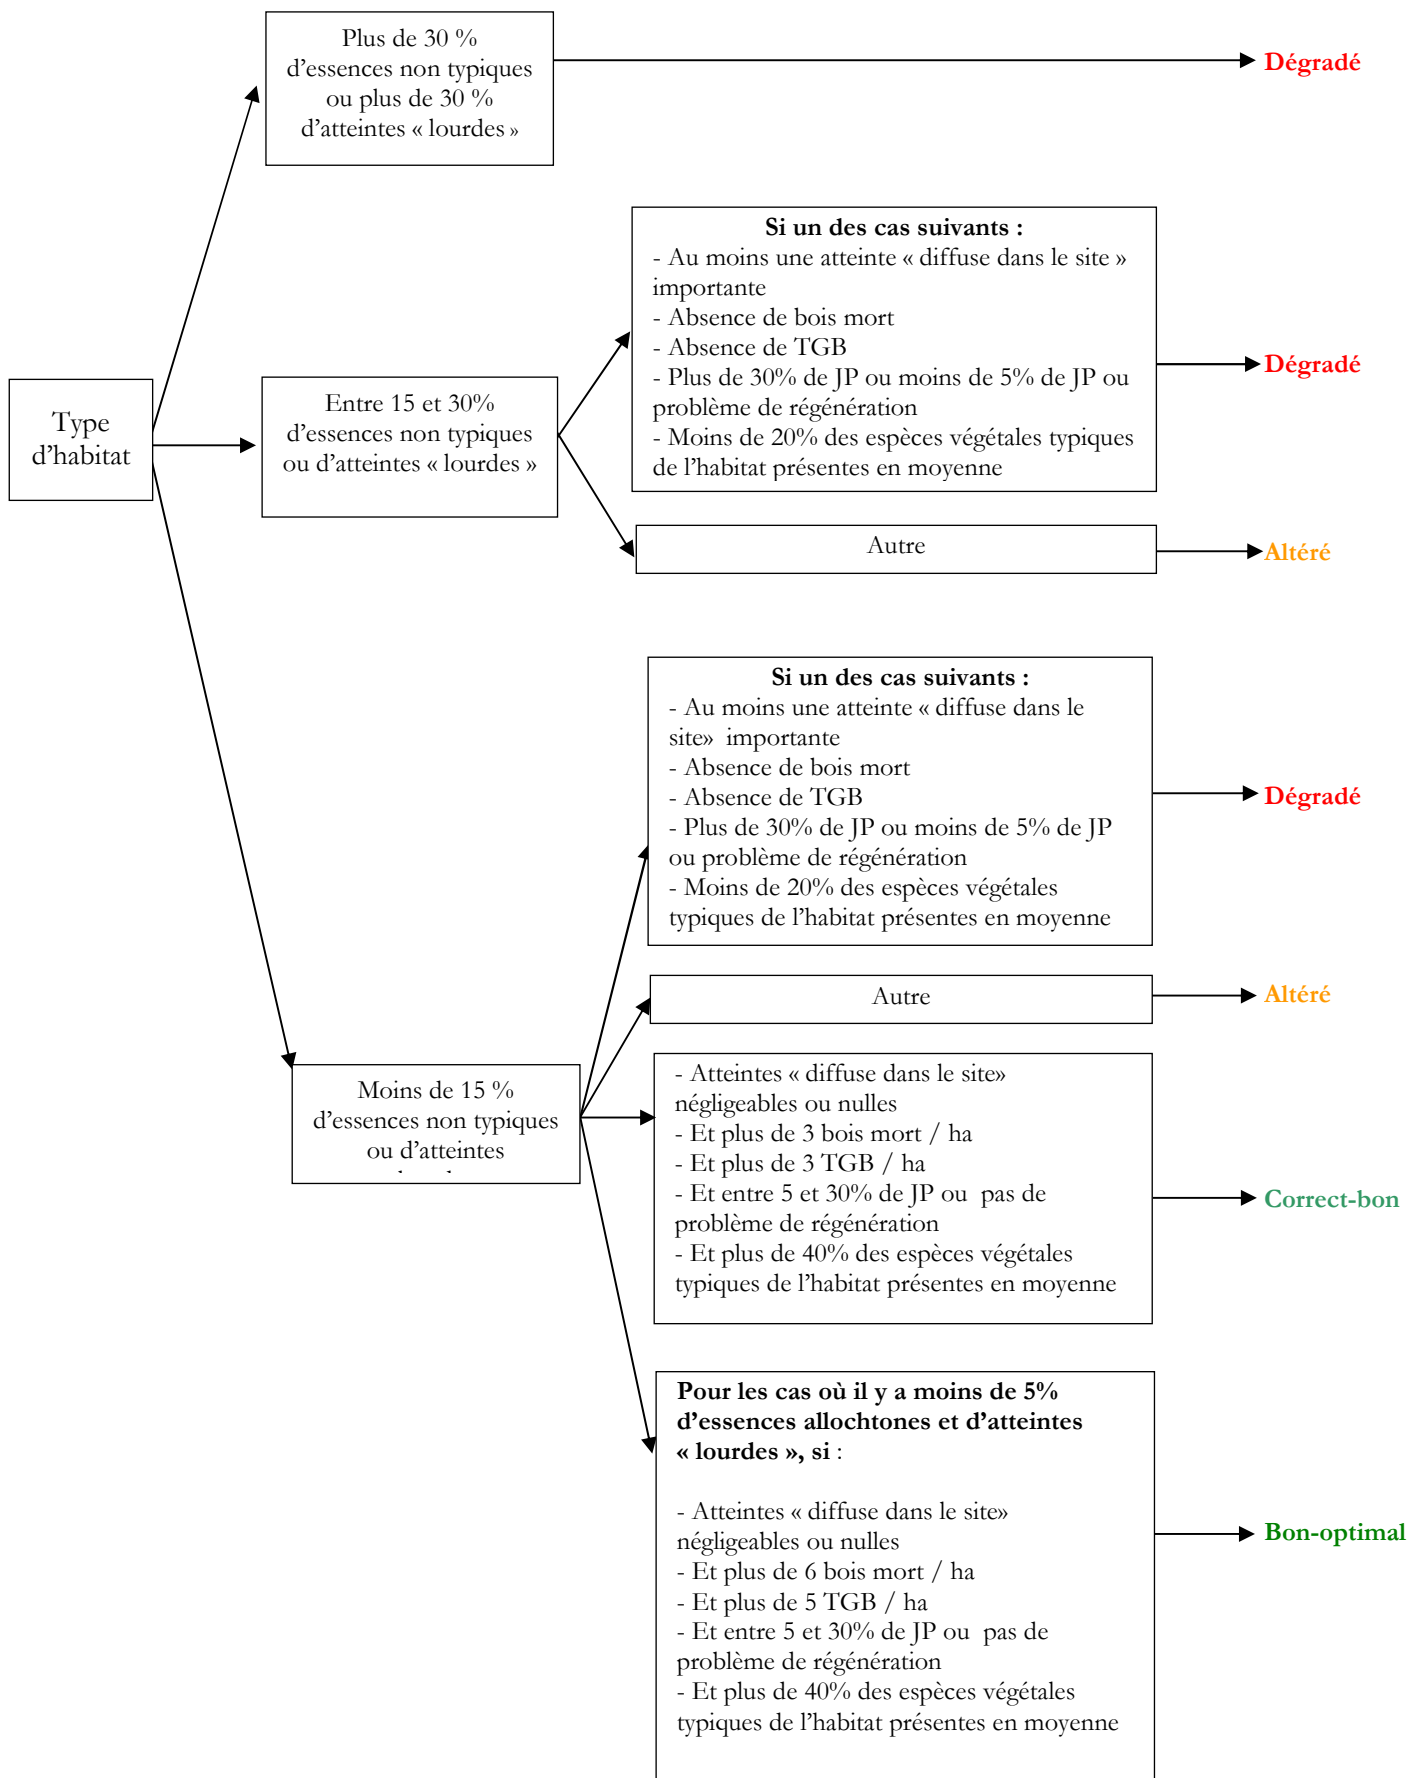 Plus de 30 %
d'essences non typiques
ou plus de 30 %
d'atteintes « lourdes »
Dégradé
Type
d'habitat
Entre 15 et 30%
d'essences non typiques
ou d'atteintes « lourdes »
Si un des cas suivants :
- Au moins une atteinte « diffuse dans le site »
importante
- Absence de bois mort
- Absence de TGB
- Plus de 30% de JP ou moins de 5% de JP ou
problème de régénération
- Moins de 20% des espèces végétales typiques
de l'habitat présentes en moyenne
Dégradé
Autre
Altéré
Moins de 15 %
d'essences non typiques
ou d'atteintes
Si un des cas suivants :
- Au moins une atteinte « diffuse dans le
site» importante
- Absence de bois mort
- Absence de TGB
- Plus de 30% de JP ou moins de 5% de JP
ou problème de régénération
- Moins de 20% des espèces végétales
typiques de l'habitat présentes en moyenne
Dégradé
Autre
Altéré
- Atteintes « diffuse dans le site»
négligeables ou nulles
- Et plus de 3 bois mort / ha
- Et plus de 3 TGB / ha
- Et entre 5 et 30% de JP ou pas de
problème de régénération
- Et plus de 40% des espèces végétales
typiques de l'habitat présentes en moyenne
Correct-bon
Pour les cas où il y a moins de 5%
d'essences allochtones et d'atteintes
« lourdes », si :
- Atteintes « diffuse dans le site»
négligeables ou nulles
- Et plus de 6 bois mort / ha
- Et plus de 5 TGB / ha
- Et entre 5 et 30% de JP ou pas de
problème de régénération
- Et plus de 40% des espèces végétales
typiques de l'habitat présentes en moyenne
Bon-optimal